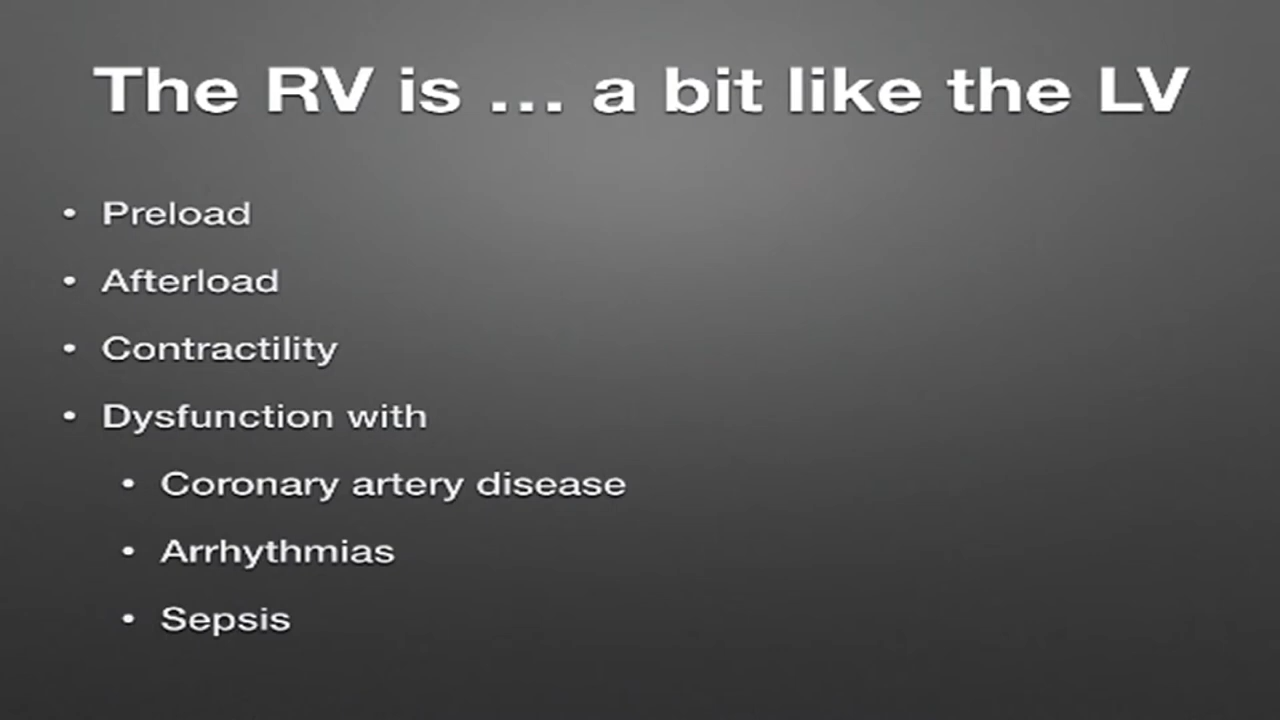 The RV is ... a bit like the LV
• Preload
• Afterload
• Contractility
• Dysfunction with
• Coronary artery disease
• Arrhythmias
• Sepsis